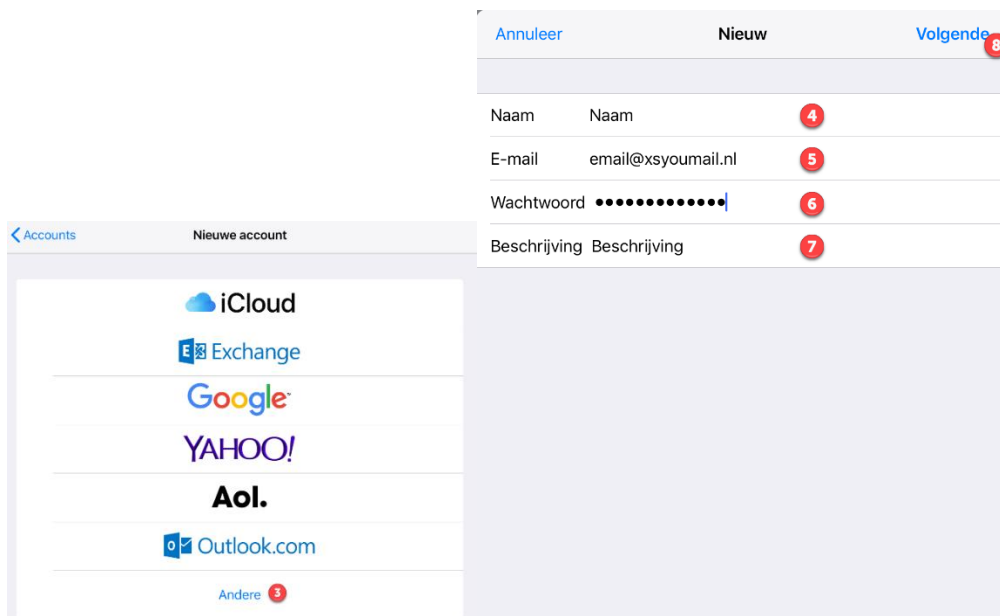 Accounts
Nieuwe account
iCloud
Exchange
Google
YAHOO!
Aol.
Outlook.com
Andere 3
Annuleer Nieuw Volgende 8
Naam Naam 4
E-mail email@xsyoumail.nl 5
Wachtwoord ••••••••••••• 6
Beschrijving Beschrijving 7